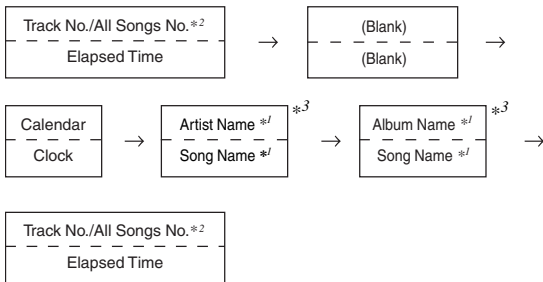 Track No./All Songs No.*2
Elapsed Time
→
(Blank)
(Blank)
→
Calendar
Clock
→
Artist Name *1
Song Name *1
*3
→
Album Name *1
Song Name *1
*3
→
Track No./All Songs No.*2
Elapsed Time